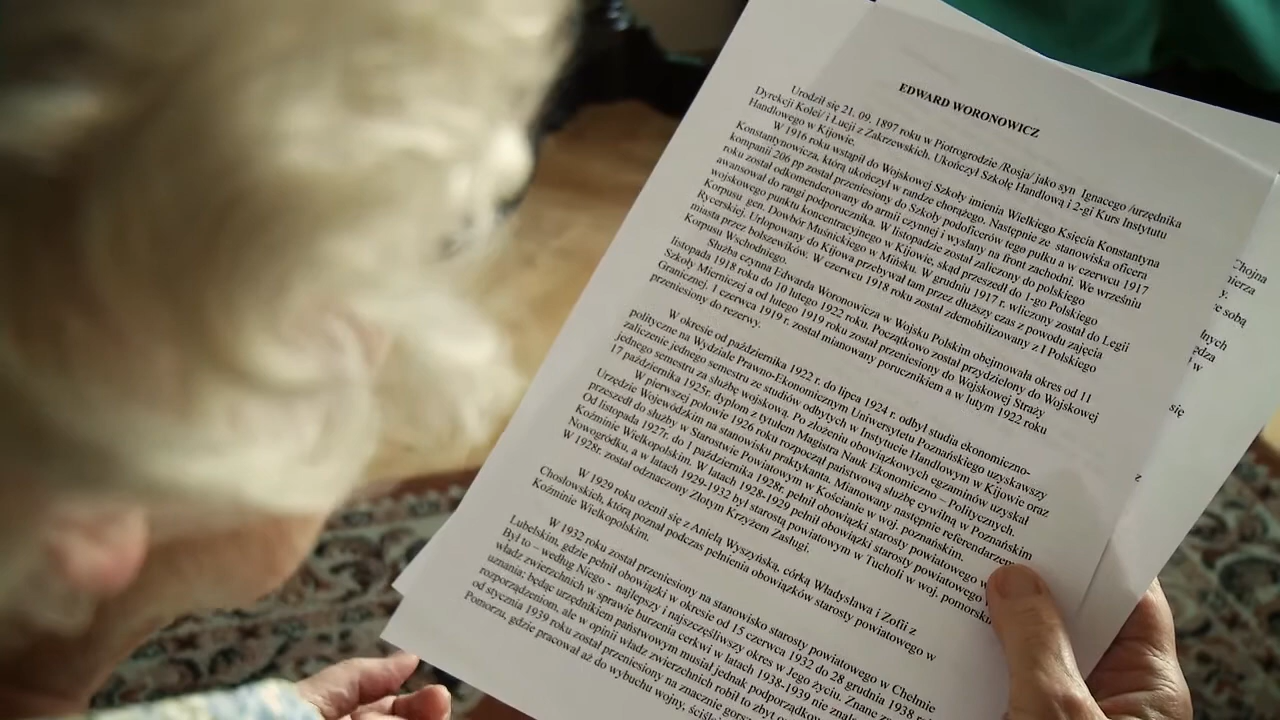 EDWARD WORONOWICZ
Urodził się 21. 09. 1897 roku w Piotrogrodzie /Rosja/ jako syn Ignacego /urzędnika
Dyrekcji Kolei/ i Łucji z Zakrzewskich. Ukończył Szkołę Handlową i 2-gi Kurs Instytutu
Handlowego w Kijowie.
W 1916 roku wstąpił do Wojskowej Szkoły imienia Wielkiego Księcia Konstantyna
Konstantynowicza, którą ukończył w randze chorążego. Następnie ze stanowiska oficera
kompanii 206 pp został przeniesiony do Szkoły podoficerów tego pułku a w czerwcu 1917
roku został odkomenderowany do armii czynnej i wysłany na front zachodni. We wrześniu
awansował do rangi podporucznika. W listopadzie został zaliczony do polskiego
wojskowego punktu koncentracyjnego w Kijowie, skąd przeszedł do 1-go Polskiego
Korpusu gen. Dowbór Muśnickiego w Mińsku. W grudniu 1917 r. wliczony został do Legii
Rycerskiej. Urlopowany do Kijowa przebywał tam przez dłuższy czas z powodu zajęcia
miasta przez bolszewików. W czerwcu 1918 roku został zdemobilizowany z I Polskiego
Korpusu Wschodniego.
Służba czynna Edwarda Woronowicza w Wojsku Polskim obejmowała okres od 11
listopada 1918 roku do 10 lutego 1922 roku. Początkowo został przydzielony do Wojskowej
Szkoły Mierniczej a od lutego 1919 roku został przeniesiony do Wojskowej Straży
Granicznej. 1 czerwca 1919 r. został mianowany porucznikiem a w lutym 1922 roku
przeniesiony do rezerwy.
W okresie od października 1922 r. do lipca 1924 r. odbył studia ekonomiczno-
polityczne na Wydziale Prawno-Ekonomicznym Uniwersytetu Poznańskiego uzyskawszy
zaliczenie jednego semestru ze studiów odbytych w Instytucie Handlowym w Kijowie oraz
jednego semestru za służbę wojskową. Po złożeniu obowiązkowych egzaminów uzyskał
17 października 1925r. dyplom z tytułem Magistra Nauk Ekonomiczno – Politycznych.
W pierwszej połowie 1926 roku rozpoczął państwową służbę cywilną w Poznańskim
Urzędzie Wojewódzkim na stanowisku praktykanta. Mianowany następnie referendarzem
przeszedł do służby w Starostwie Powiatowym w Kościanie w woj. poznańskim.
Od listopada 1927r. do 1 października 1928r. pełnił obowiązki starosty powiatowego w
Koźminie Wielkopolskim. W latach 1928-1929 pełnił obowiązki starosty powiatowego
Nowogródku, a w latach 1929-1932 był starostą powiatowym w Tucholi w woj. pomorsku
W 1928r. został odznaczony Złotym Krzyżem Zasługi.
W 1929 roku ożenił się z Anielą Wyszyńską, córką Władysława i Zofii z
Chosłowskich, którą poznał podczas pełnienia obowiązków starosty powiatowego w
Koźminie Wielkopolskim.
W 1932 roku został przeniesiony na stanowisko starosty powiatowego w Chełmie
Lubelskim, gdzie pełnił obowiązki w okresie od 15 czerwca 1932 do 28 grudnia 1938 r
był to – według Niego - najlepszy i najszczęśliwszy okres w Jego życiu. Znane z
władz zwierzchnich w sprawie burzenia cerkwi w latach 1938-1939 nie znala
uznania; będąc urzędnikiem państwowym musiał jednak podporządkow
rozporządzeniom, ale w opinii władz zwierzchnich robił to zbyt o
od stycznia 1939 roku został przeniesiony na znacznie gorsz
Pomorzu, gdzie pracował aż do wybuchu wojny, ściśl
Chojna
nierza
y.
e sobą
lnych
ędza
w
się
z